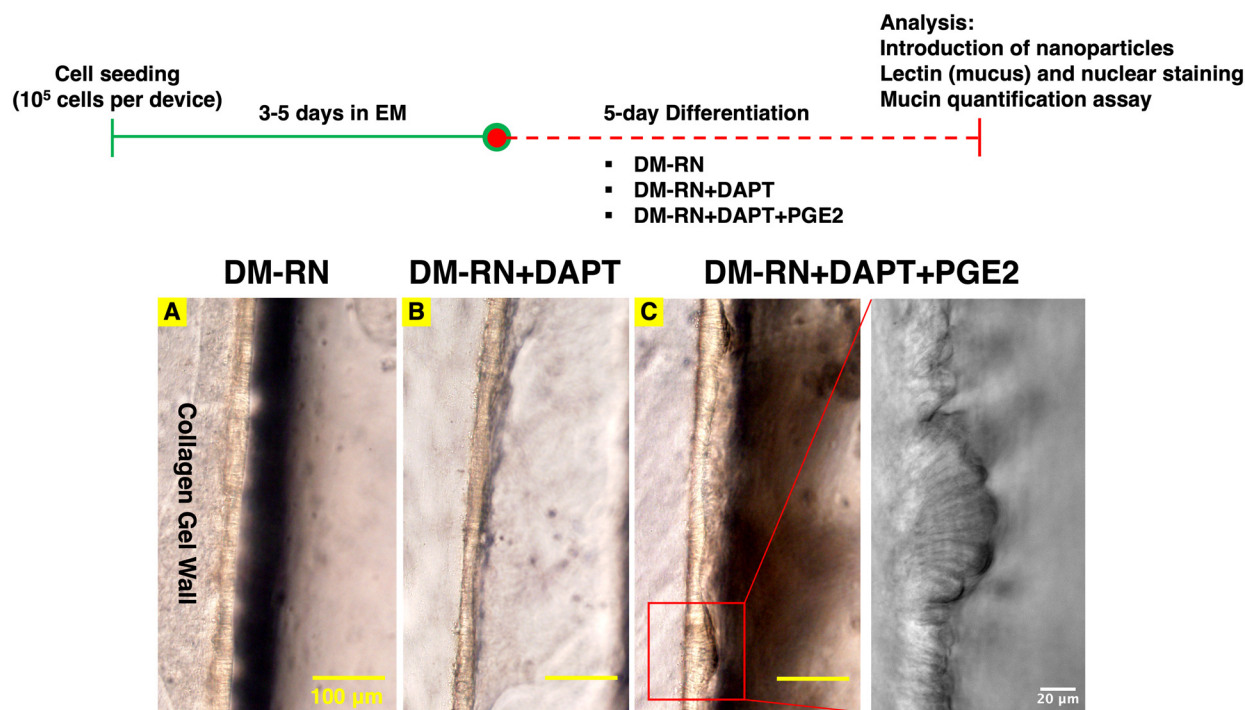 Cell seeding
(10⁵ cells per device)
3-5 days in EM
5-day Differentiation
▪ DM-RN
▪ DM-RN+DAPT
▪ DM-RN+DAPT+PGE2
Analysis:
Introduction of nanoparticles
Lectin (mucus) and nuclear staining
Mucin quantification assay
DM-RN
DM-RN+DAPT
DM-RN+DAPT+PGE2
A
B
C
Collagen Gel Wall
100 µm
20 µm